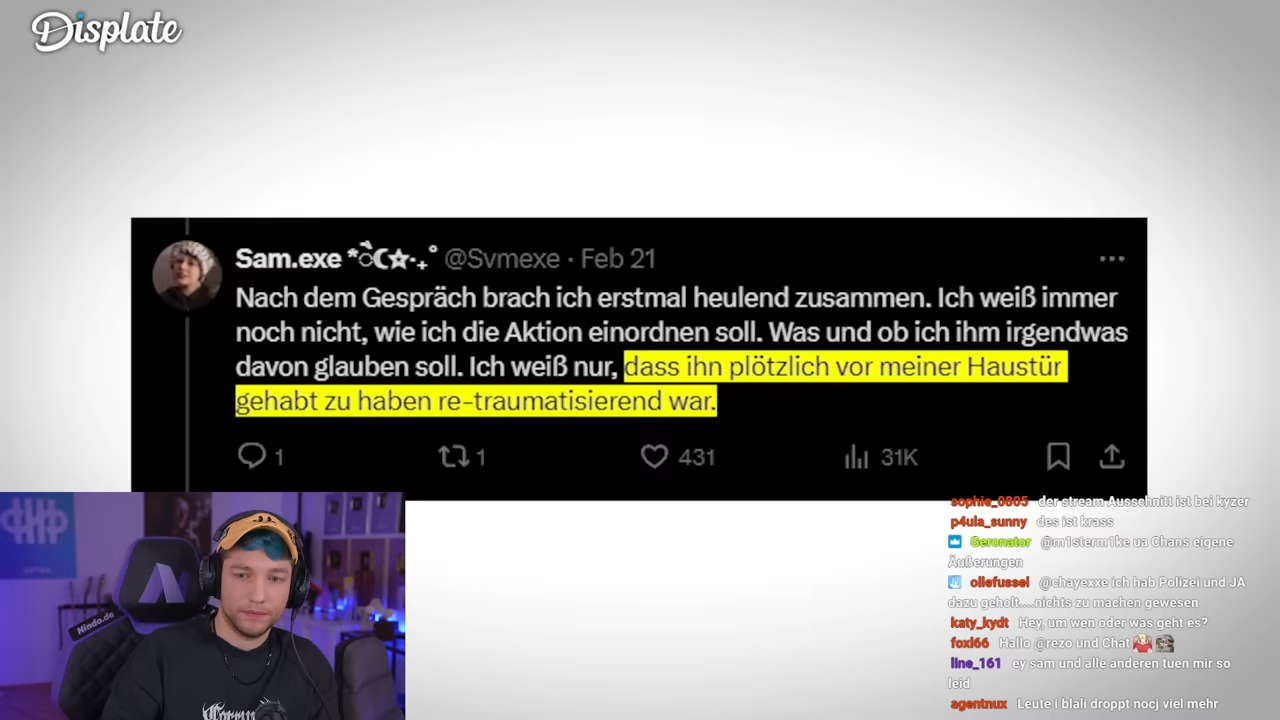 Displate
Sam.exe @Svmexe · Feb 21
Nach dem Gespräch brach ich erstmal heulend zusammen. Ich weiß immer
noch nicht, wie ich die Aktion einordnen soll. Was und ob ich ihm irgendwas
davon glauben soll. Ich weiß nur, dass ihn plötzlich vor meiner Haustür
gehabt zu haben re-traumatisierend war.
1 1 431 31K
Nindo.de
sophie_0805 der stream Ausschnitt ist bei kyzer
p4ula_sunny des ist krass
Geronator @m1sterm1ke ua Chans eigene
Äußerungen
ollefussel @chayexxe ich hab Polizei und JA
dazu geholt....nichts zu machen gewesen
katy_kydt Hey, um wen oder was geht es?
foxl66 Hallo @rezo und Chat
line_161 ey sam und alle anderen tuen mir so
leid
agentnux Leute i blali droppt nocj viel mehr